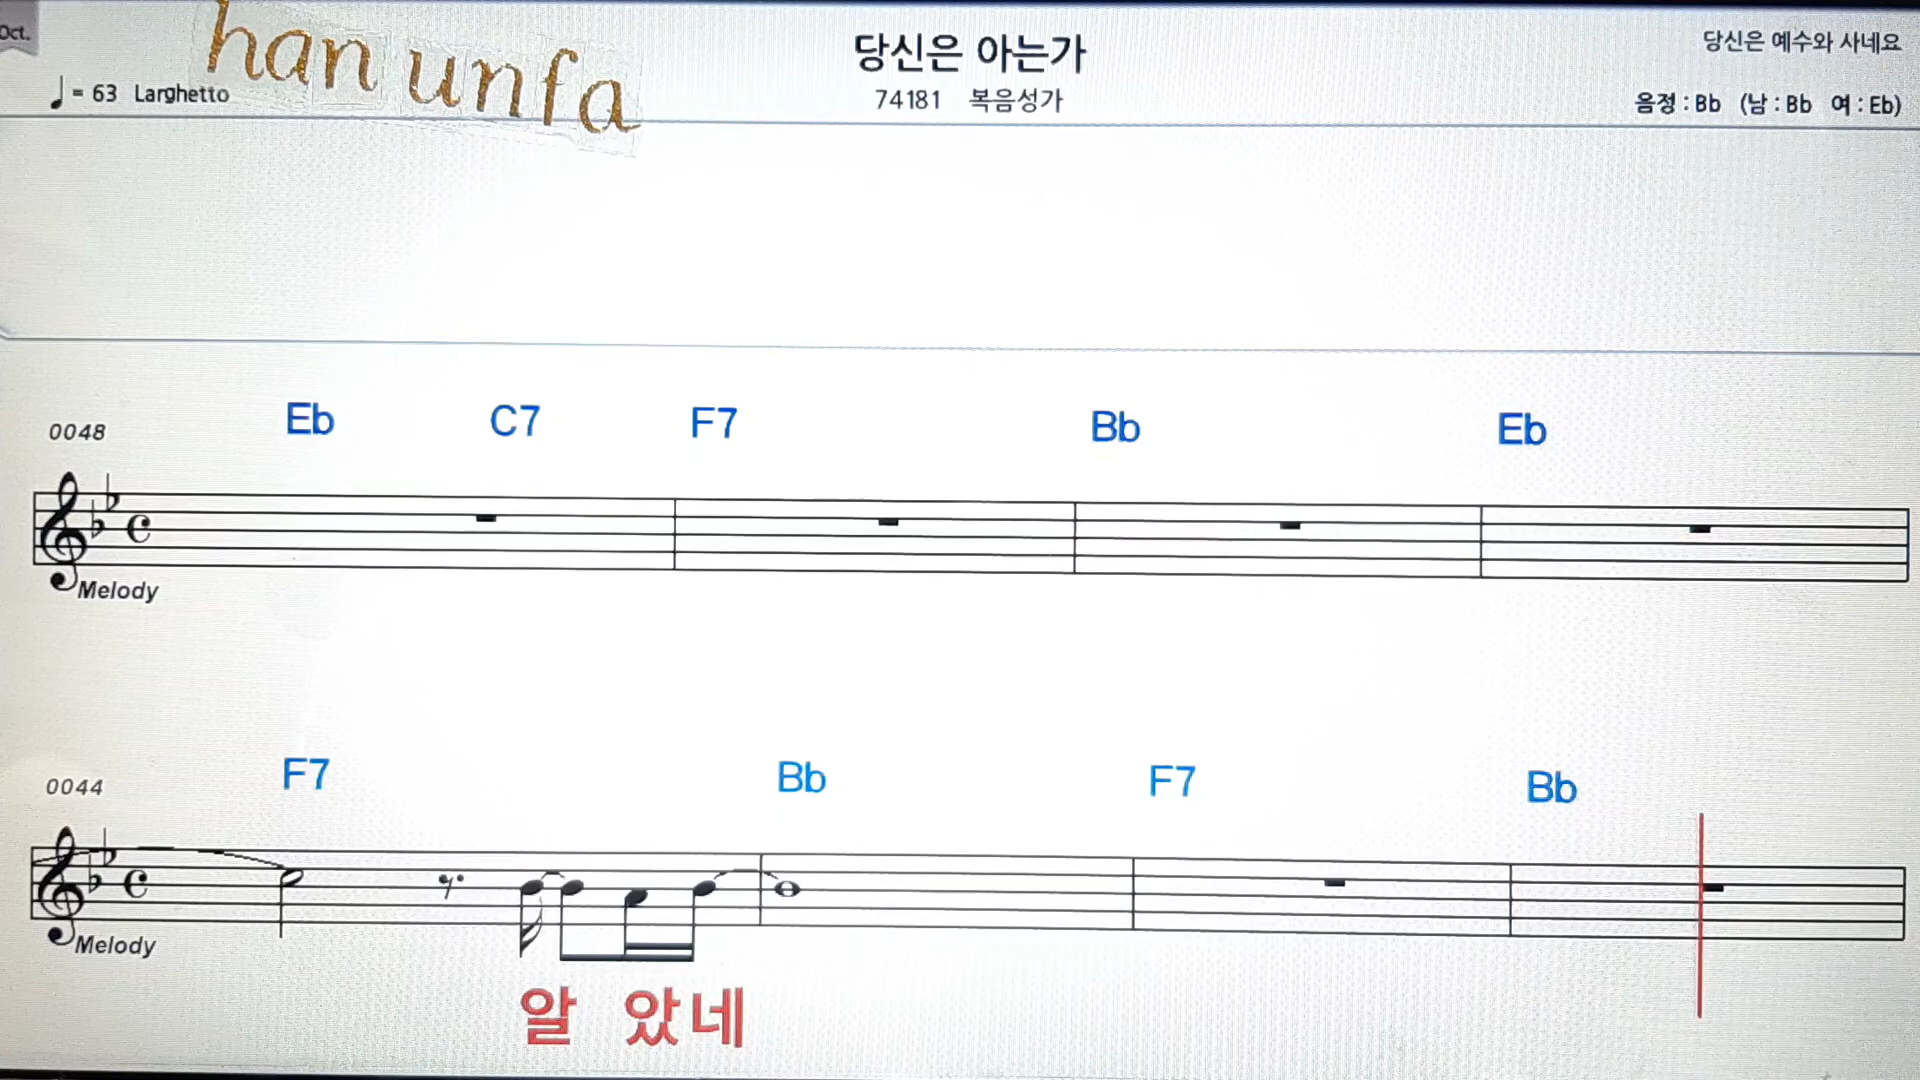 Oct.
han unfa
당신은 아는가
당신은 예수와 사네요
= 63 Larghetto
74181 복음성가
음정 : Bb (남 : Bb 여 : Eb)
0048 Eb C7 F7 Bb Eb
Melody
0044 F7 Bb F7 Bb
Melody
알 았네